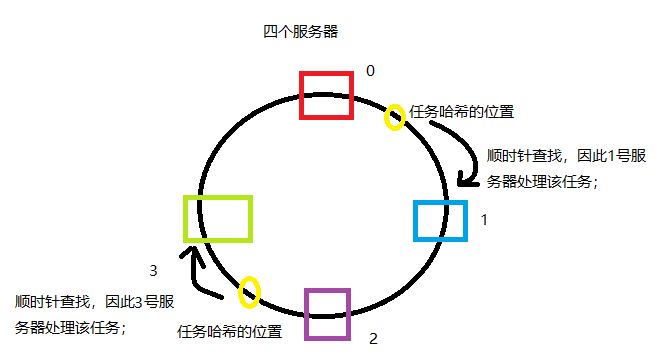 四个服务器
0
任务哈希的位置
顺时针查找，因此1号服
务器处理该任务；
1
3
顺时针查找，因此3号服
务器处理该任务；
任务哈希的位置
2